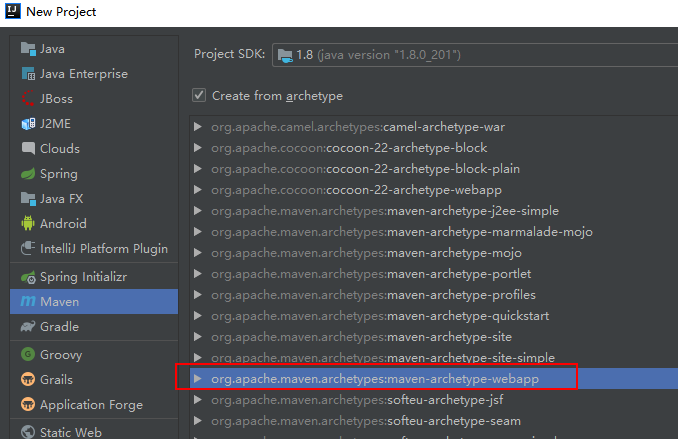 New Project
Java
Java Enterprise
JBoss
J2ME
Clouds
Spring
Java FX
Android
IntelliJ Platform Plugin
Spring Initializr
Maven
Gradle
Groovy
Grails
Application Forge
Static Web
Project SDK: 1.8 (java version "1.8.0_201")
Create from archetype
org.apache.camel.archetypes:camel-archetype-war
org.apache.cocoon:cocoon-22-archetype-block
org.apache.cocoon:cocoon-22-archetype-block-plain
org.apache.cocoon:cocoon-22-archetype-webapp
org.apache.maven.archetypes:maven-archetype-j2ee-simple
org.apache.maven.archetypes:maven-archetype-marmalade-mojo
org.apache.maven.archetypes:maven-archetype-mojo
org.apache.maven.archetypes:maven-archetype-portlet
org.apache.maven.archetypes:maven-archetype-profiles
org.apache.maven.archetypes:maven-archetype-quickstart
org.apache.maven.archetypes:maven-archetype-site
org.apache.maven.archetypes:maven-archetype-site-simple
org.apache.maven.archetypes:maven-archetype-webapp
org.apache.maven.archetypes:softeu-archetype-jsf
org.apache.maven.archetypes:softeu-archetype-seam